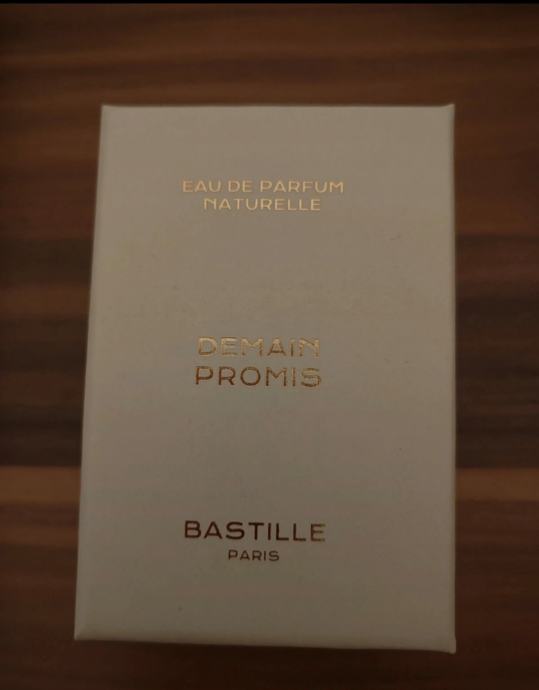 EAU DE PARFUM
NATURELLE
DEMAIN
PROMIS
BASTILLE
PARIS